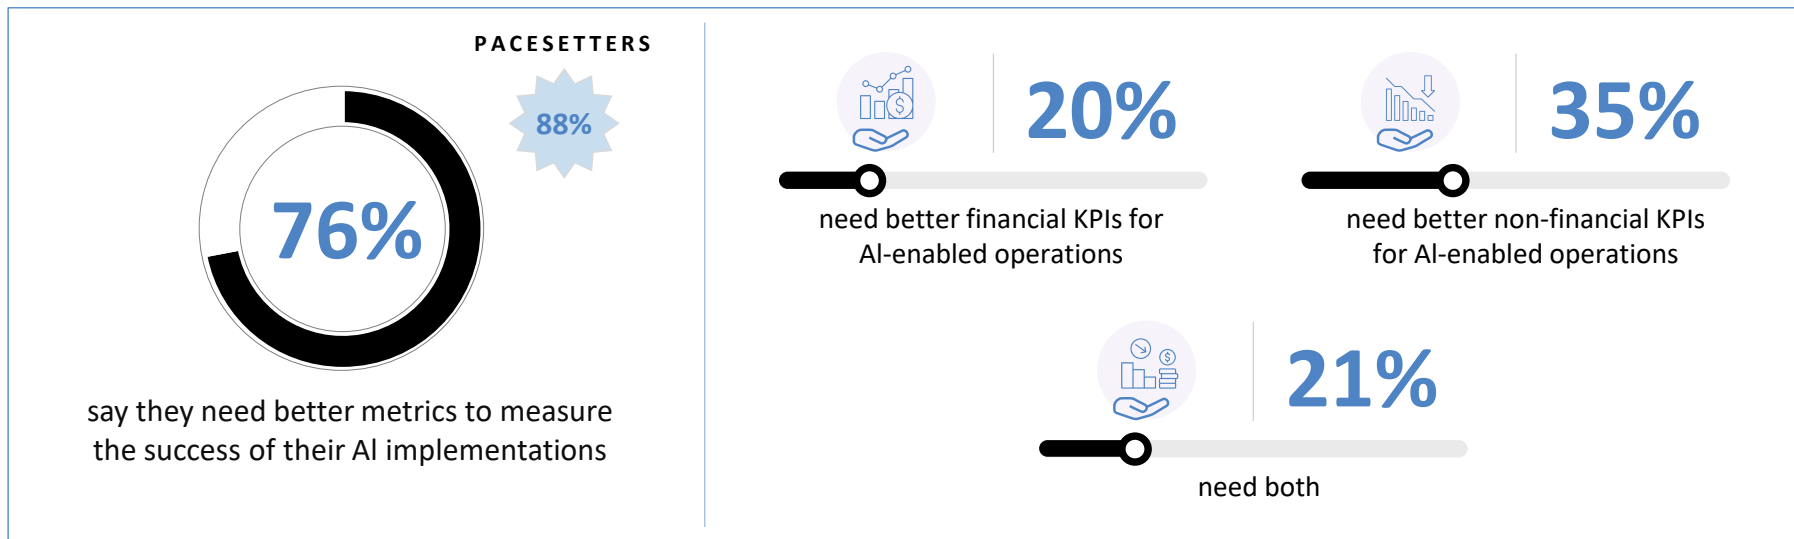 PACESETTERS
88%
76%
say they need better metrics to measure
the success of their AI implementations
20%
need better financial KPIs for
AI-enabled operations
35%
need better non-financial KPIs
for AI-enabled operations
21%
need both